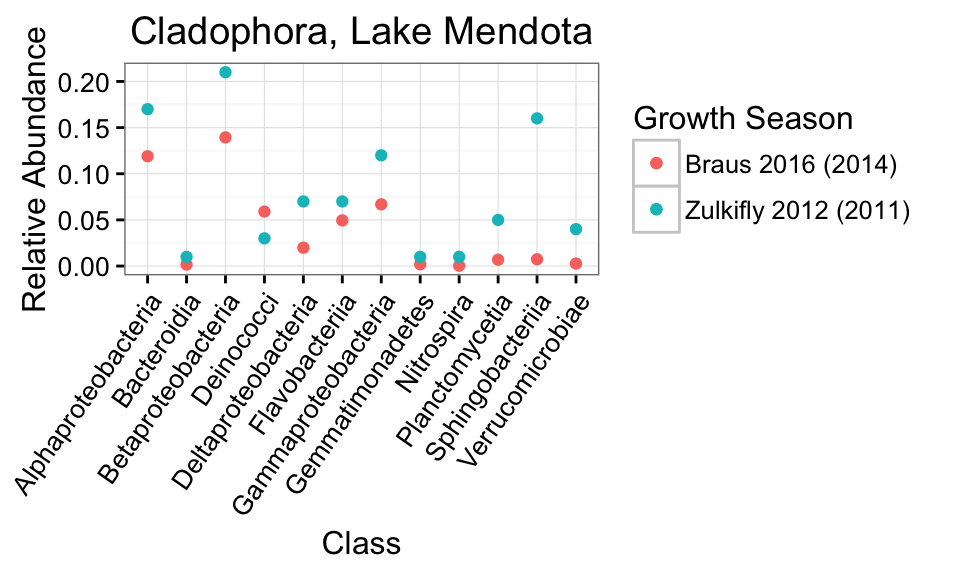 Cladophora, Lake Mendota
Relative Abundance
0.20
0.15
0.10
0.05
0.00
Alphaproteobacteria
Bacteroidia
Betaproteobacteria
Deinococci
Deltaproteobacteria
Flavobacteriia
Gammaproteobacteria
Gemmatimonadetes
Nitrospira
Planctomycetia
Sphingobacteriia
Verrucomicrobiae
Class
Growth Season
Braus 2016 (2014)
Zulkifly 2012 (2011)